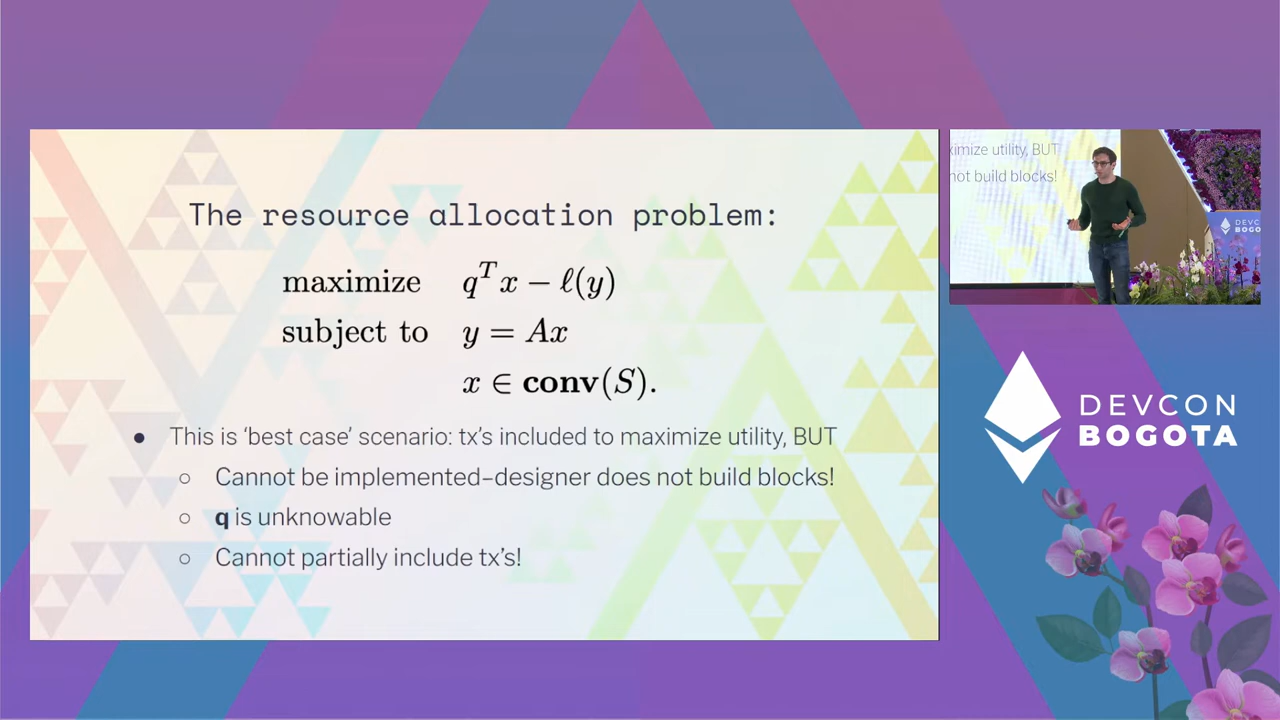 The resource allocation problem:
maximize q^T x − ℓ(y)
subject to y = Ax
x ∈ conv(S).
● This is ‘best case’ scenario: tx’s included to maximize utility, BUT
○ Cannot be implemented–designer does not build blocks!
○ q is unknowable
○ Cannot partially include tx’s!
ximize utility, BUT
not build blocks!
DEVC
BOGO
DEVCON
BOGOTA